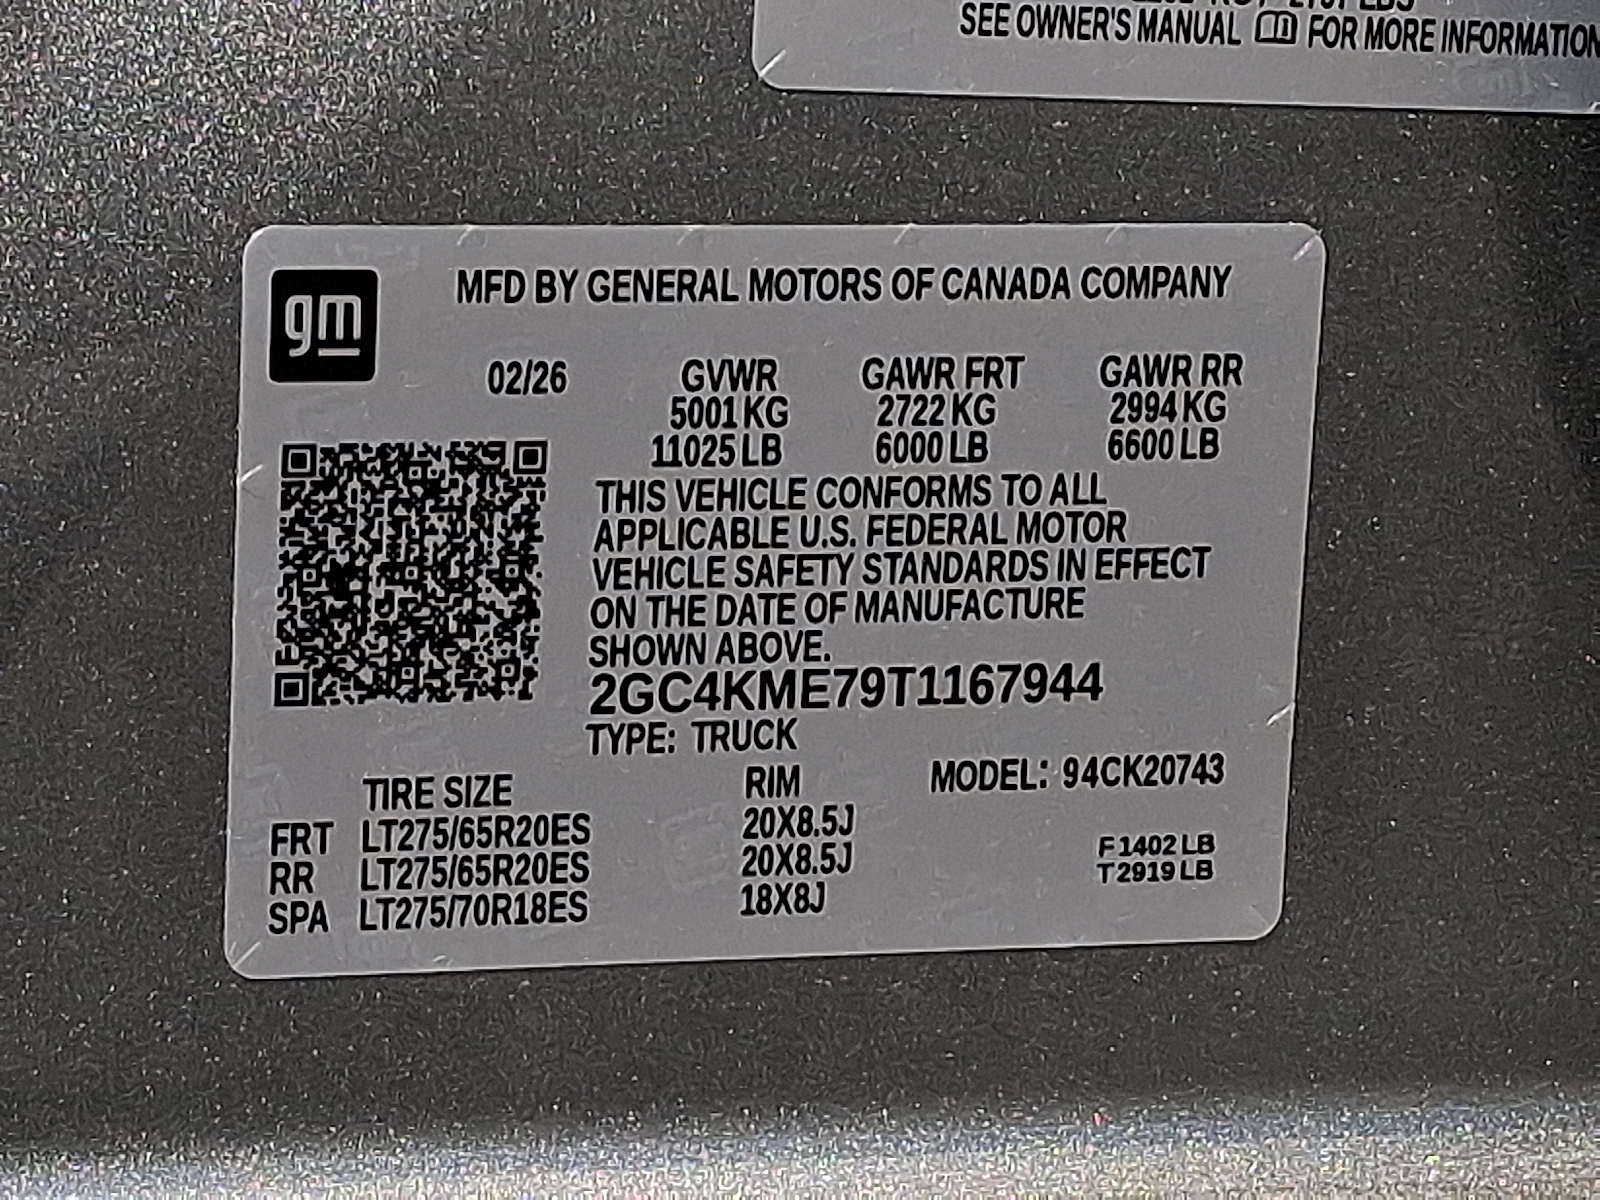 SEE OWNER'S MANUAL FOR MORE INFORMATION
gm
MFD BY GENERAL MOTORS OF CANADA COMPANY
02/26 GVWR GAWR FRT GAWR RR
5001 KG 2722 KG 2994 KG
11025 LB 6000 LB 6600 LB
THIS VEHICLE CONFORMS TO ALL
APPLICABLE U.S. FEDERAL MOTOR
VEHICLE SAFETY STANDARDS IN EFFECT
ON THE DATE OF MANUFACTURE
SHOWN ABOVE.
2GC4KME79T1167944
TYPE: TRUCK
TIRE SIZE RIM MODEL: 94CK20743
FRT LT275/65R20ES 20X8.5J
RR LT275/65R20ES 20X8.5J
SPA LT275/70R18ES 18X8J
F 1402 LB
T 2919 LB